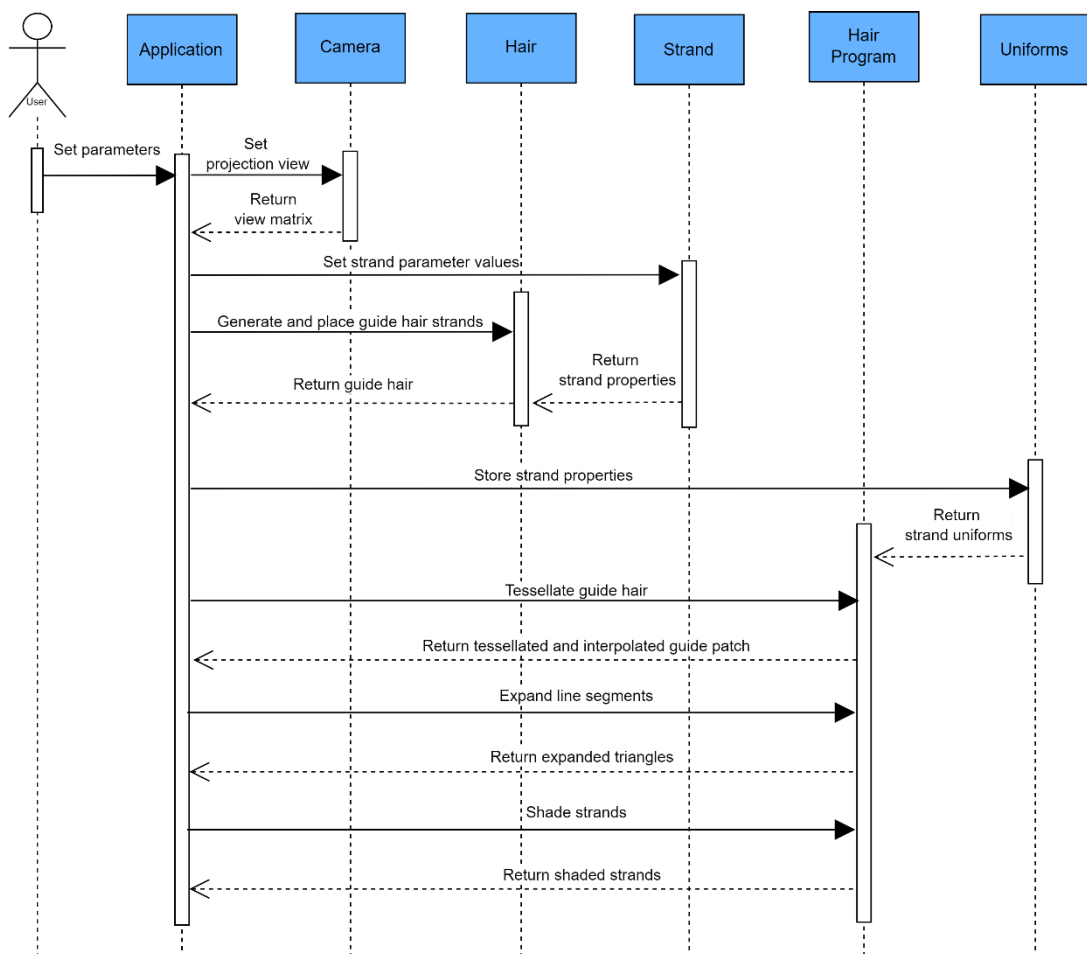 Application
Camera
Hair
Strand
Hair
Program
Uniforms
User
Set parameters
Set
projection view
Return
view matrix
Set strand parameter values
Generate and place guide hair strands
Return
strand properties
Return guide hair
Store strand properties
Return
strand uniforms
Tessellate guide hair
Return tessellated and interpolated guide patch
Expand line segments
Return expanded triangles
Shade strands
Return shaded strands